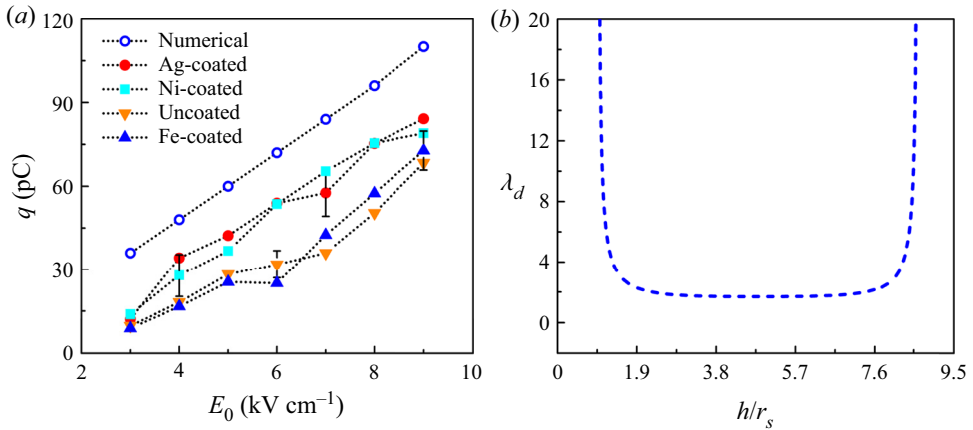 (a)
120
90
60
30
0
q (pC)
Numerical
Ag-coated
Ni-coated
Uncoated
Fe-coated
2 4 6 8 10
E₀ (kV cm⁻¹)
(b)
20
16
12
8
4
0
λ_d
0 1.9 3.8 5.7 7.6 9.5
h/r_s